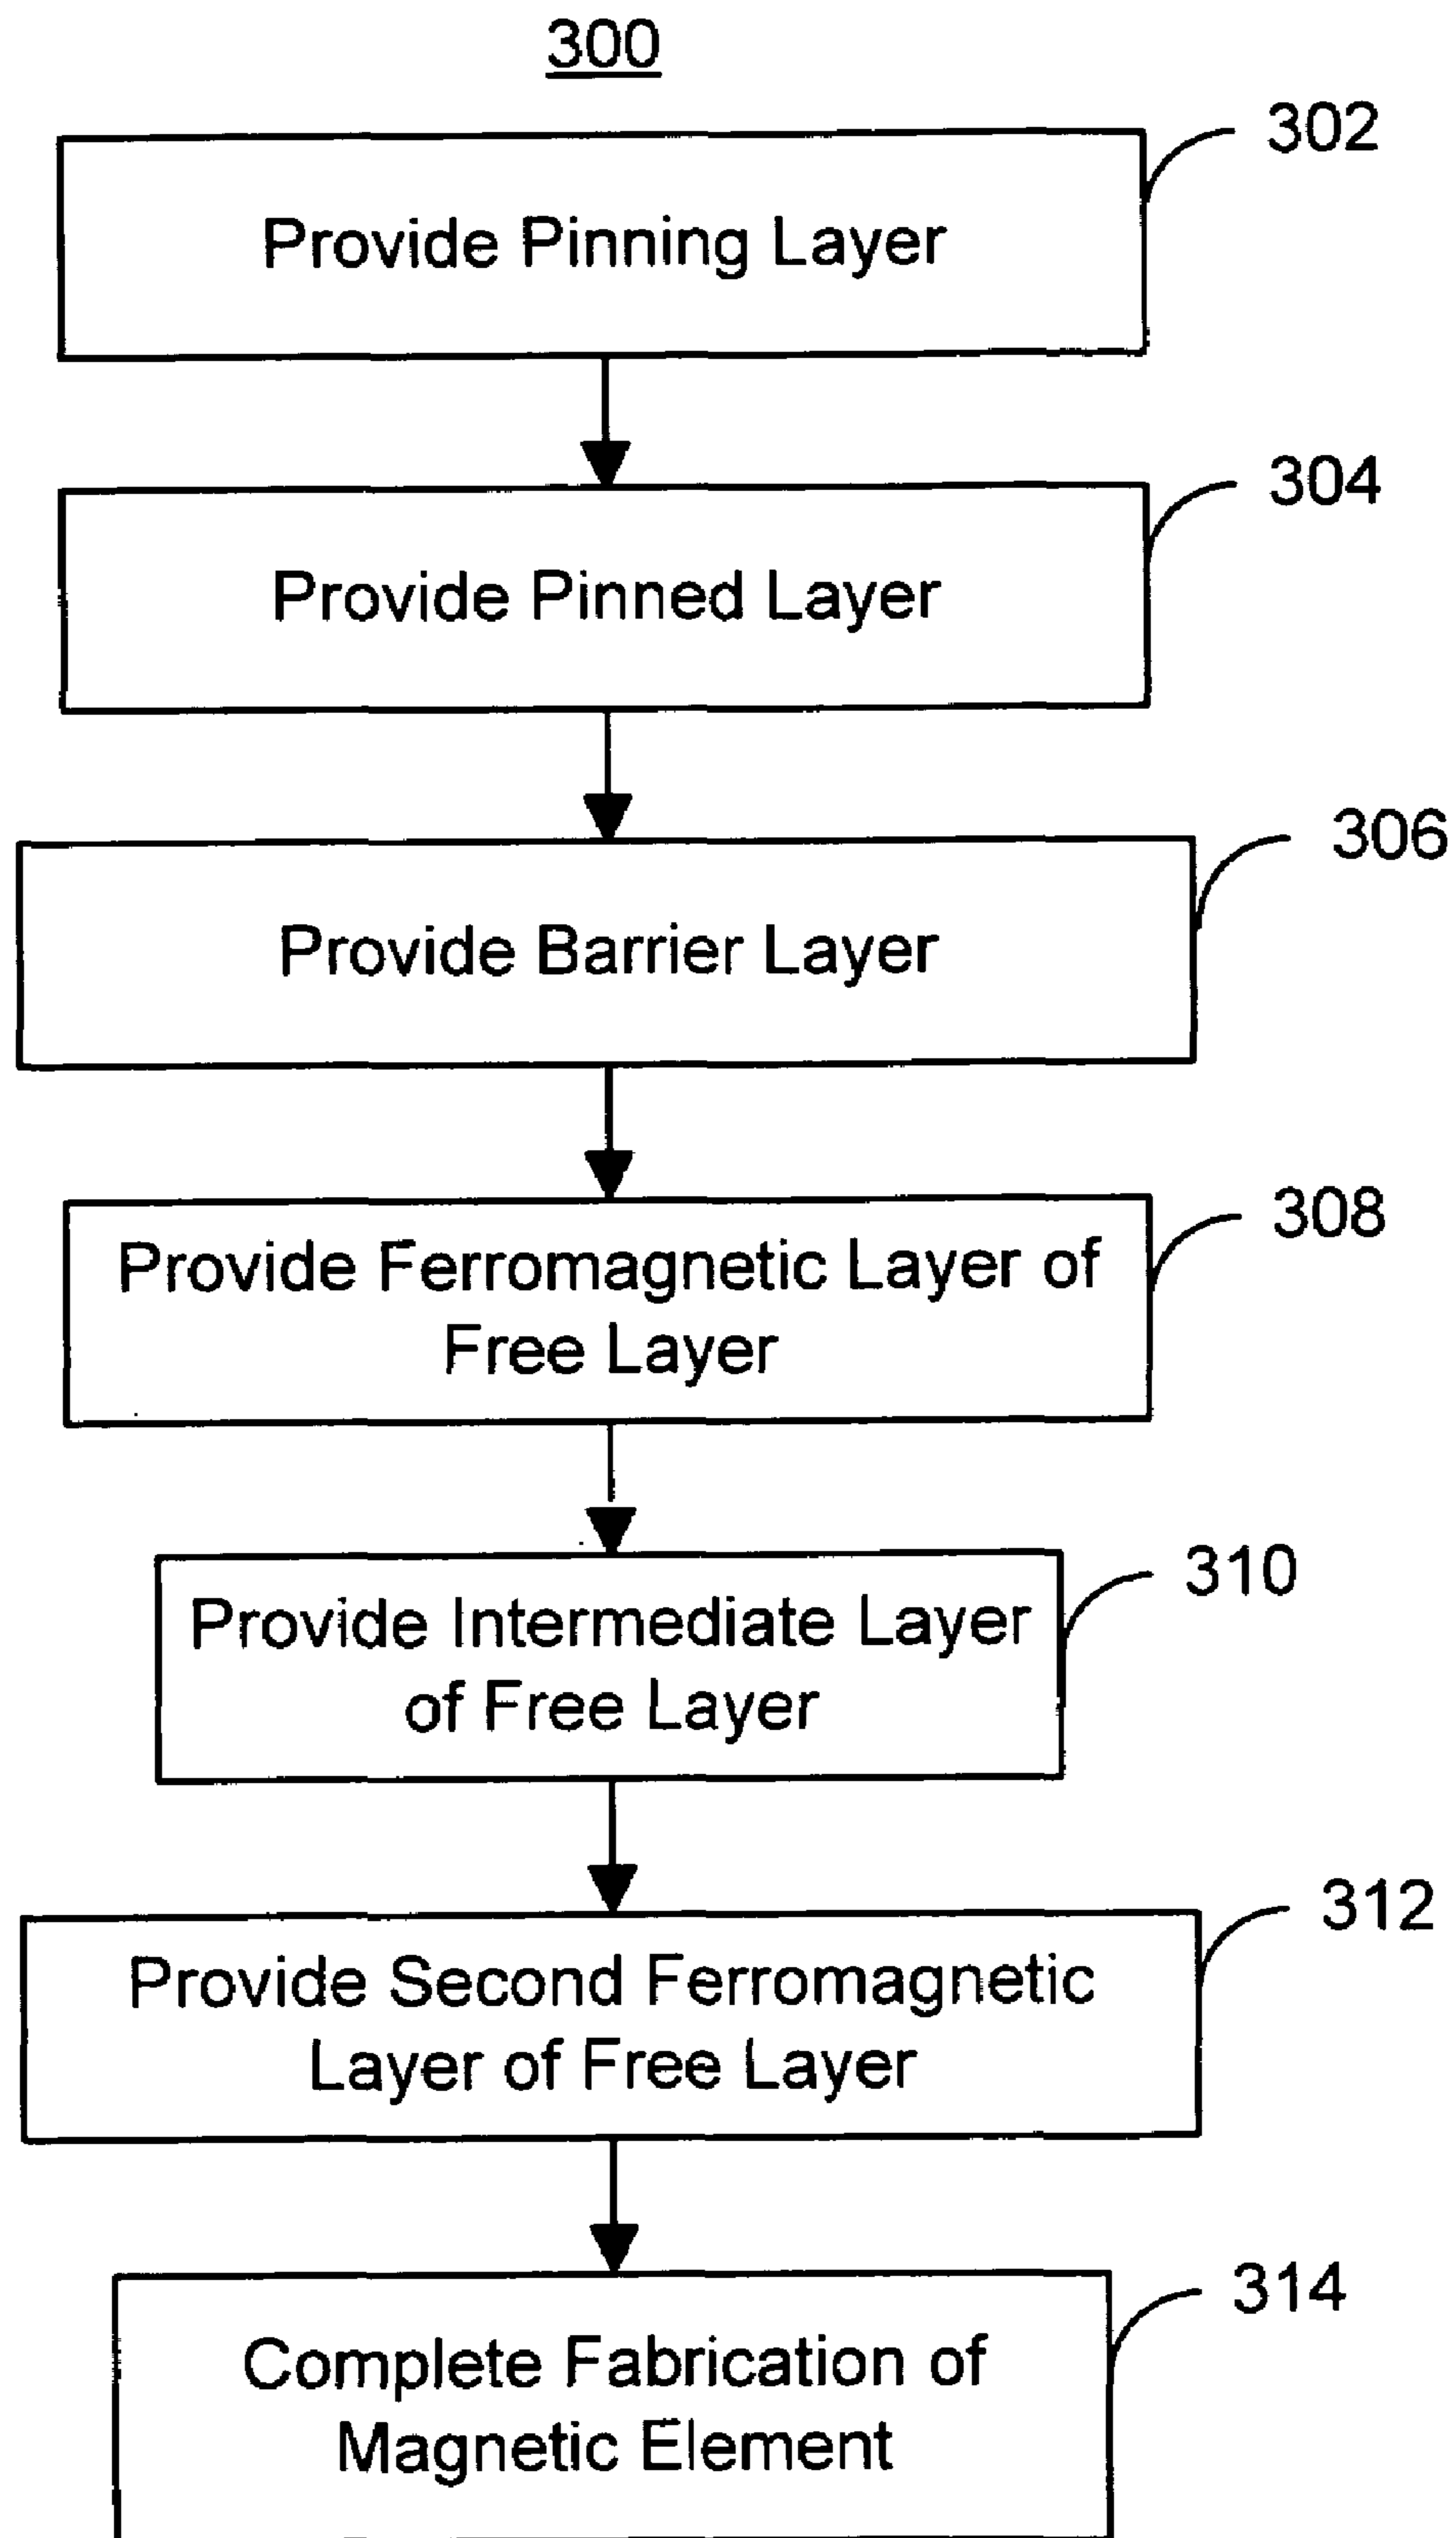 300
302
Provide Pinning Layer
304
Provide Pinned Layer
306
Provide Barrier Layer
308
Provide Ferromagnetic Layer of
Free Layer
310
Provide Intermediate Layer
of Free Layer
312
Provide Second Ferromagnetic
Layer of Free Layer
314
Complete Fabrication of
Magnetic Element